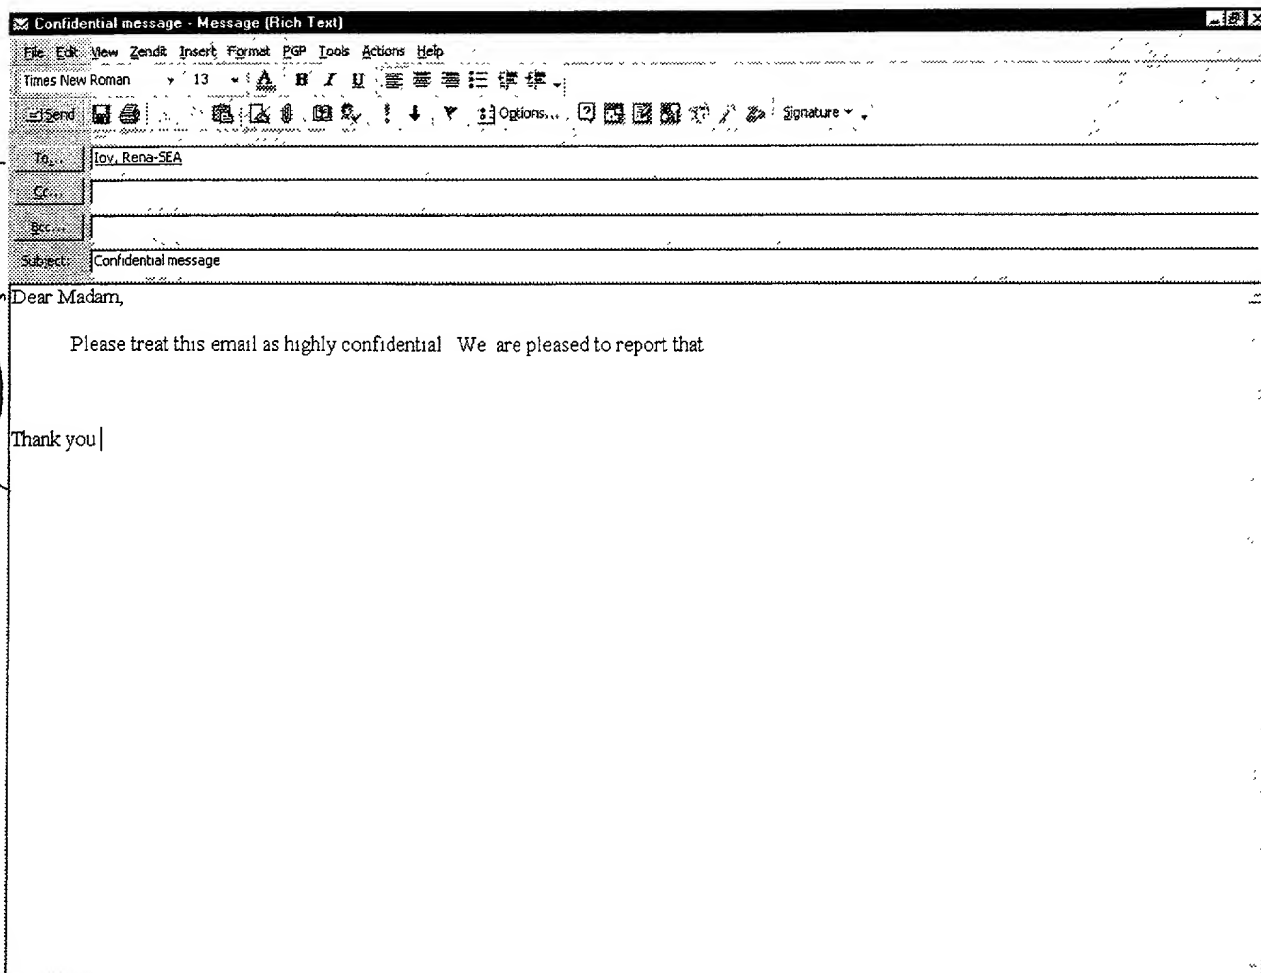 Confidential message - Message (Rich Text)
File Edit View Zendit Insert Format PGP Tools Actions Help
Times New Roman 13 A B I U
Send Options... Signature
To... Iov, Rena-SEA
Cc...
Bcc...
Subject: Confidential message
Dear Madam,
Please treat this email as highly confidential We are pleased to report that
Thank you